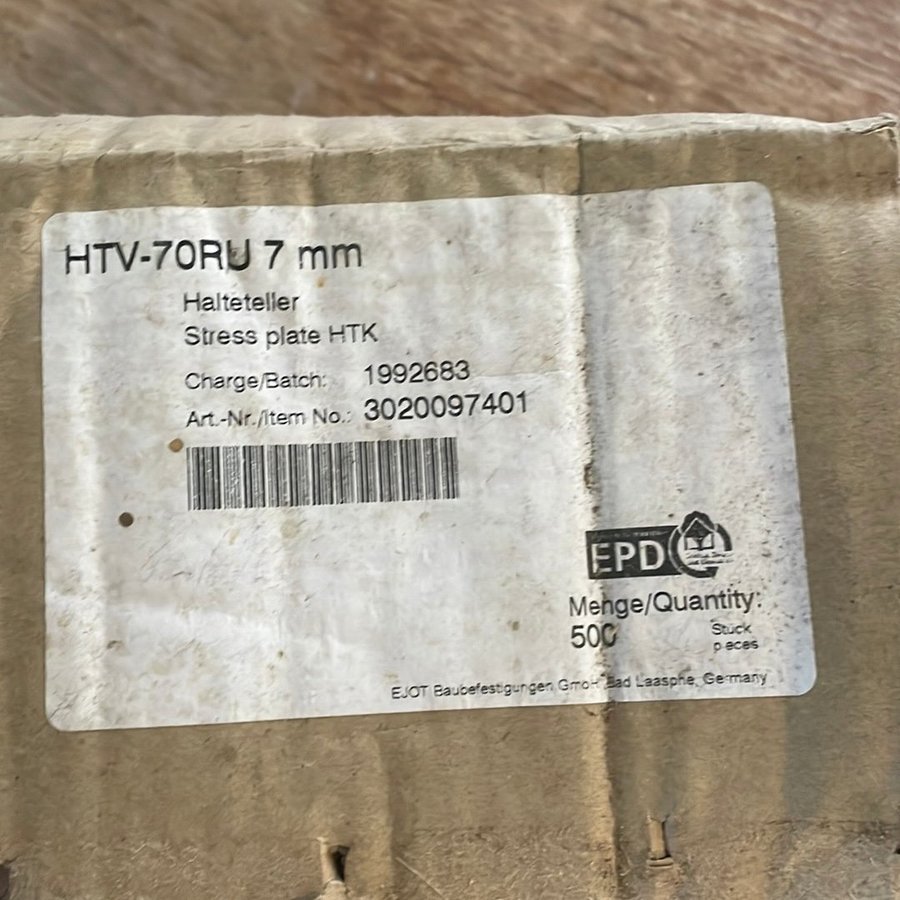 HTV-70RU 7 mm
Halteteller
Stress plate HTK
Charge/Batch: 1992683
Art.-Nr./Item No.: 3020097401
EPD
Menge/Quantity:
500 Stück
pieces
EJOT Baubefestigungen GmbH Bad Laasphe, Germany